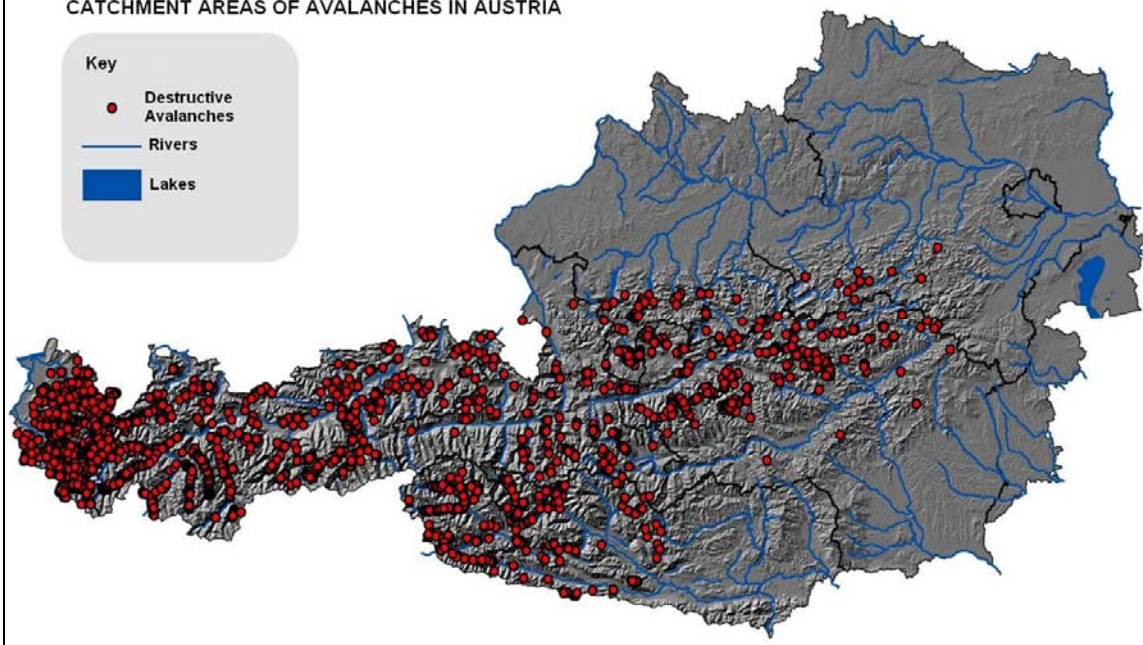 CATCHMENT AREAS OF AVALANCHES IN AUSTRIA
Key
Destructive
Avalanches
Rivers
Lakes